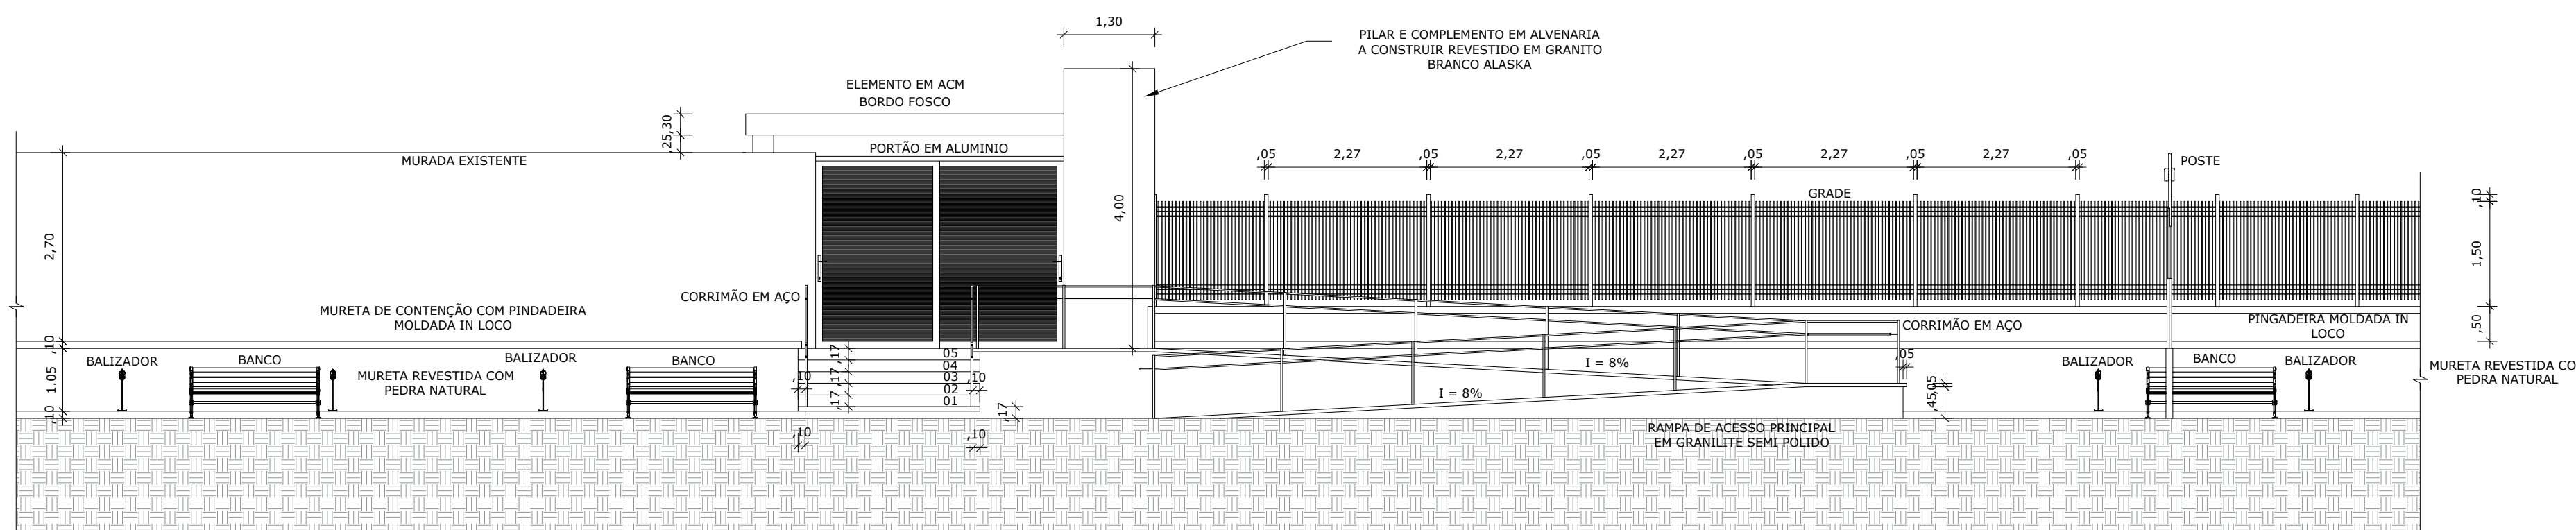 1,30
PILAR E COMPLEMENTO EM ALVENARIA
A CONSTRUIR REVESTIDO EM GRANITO
BRANCO ALASKA
ELEMENTO EM ACM
BORDO FOSCO
,25
,30
PORTÃO EM ALUMINIO
MURADA EXISTENTE
,05
2,27
,05
2,27
,05
2,27
,05
2,27
,05
2,27
,05
POSTE
GRADE
,10
4,00
2,70
1,50
CORRIMÃO EM AÇO
MURETA DE CONTENÇÃO COM PINDADEIRA
MOLDADA IN LOCO
CORRIMÃO EM AÇO
PINGADEIRA MOLDADA IN
LOCO
,50
,10
BALIZADOR
BANCO
BALIZADOR
BANCO
,17
05
04
03
02
01
,17
,17
,10
,10
,17
I = 8%
I = 8%
,05
BALIZADOR
BANCO
BALIZADOR
MURETA REVESTIDA CO
PEDRA NATURAL
MURETA REVESTIDA COM
PEDRA NATURAL
1.05
,10
,45
,05
RAMPA DE ACESSO PRINCIPAL
EM GRANILITE SEMI POLIDO
,10
,10